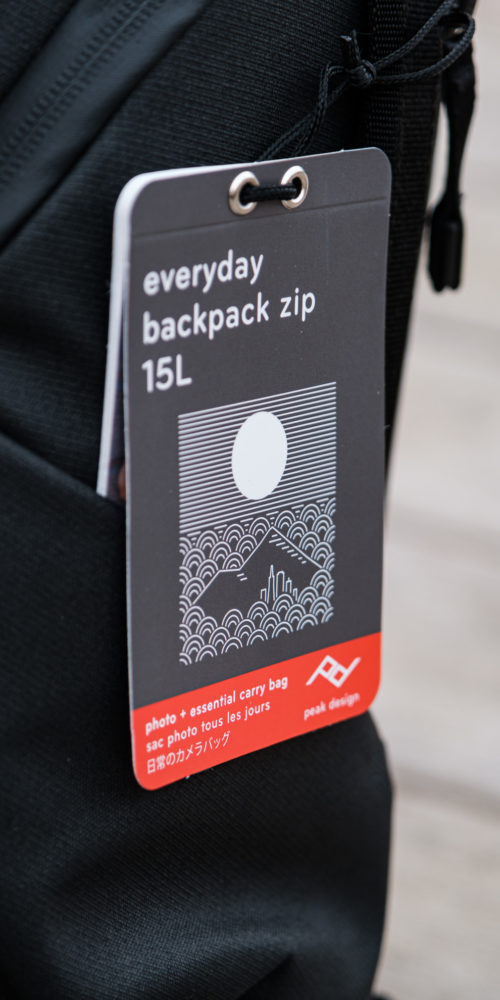 everyday
backpack zip
15L
photo + essential carry bag
sac photo tous les jours
日常のカメラバッグ
peak design